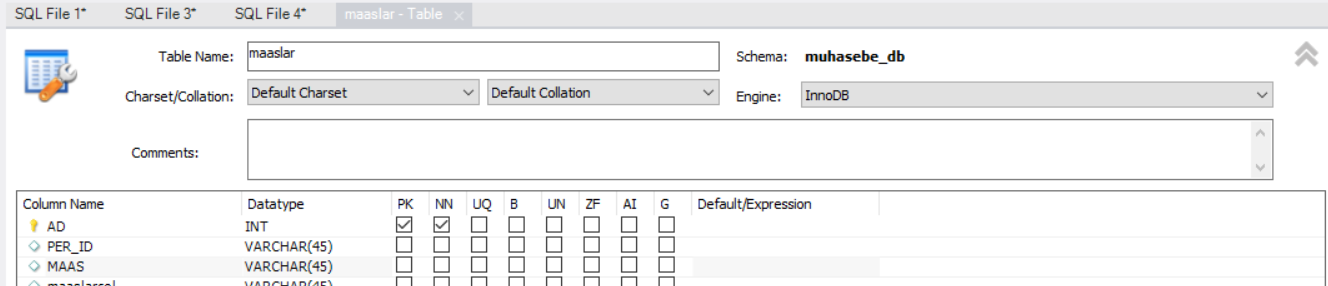 SQL File 1* SQL File 3* SQL File 4* maaslar - Table ×
Table Name: maaslar Schema: muhasebe_db
Charset/Collation: Default Charset Default Collation Engine: InnoDB
Comments:
Column Name Datatype PK NN UQ B UN ZF AI G Default/Expression
AD INT
PER_ID VARCHAR(45)
MAAS VARCHAR(45)
maaslarcol VARCHAR(45)